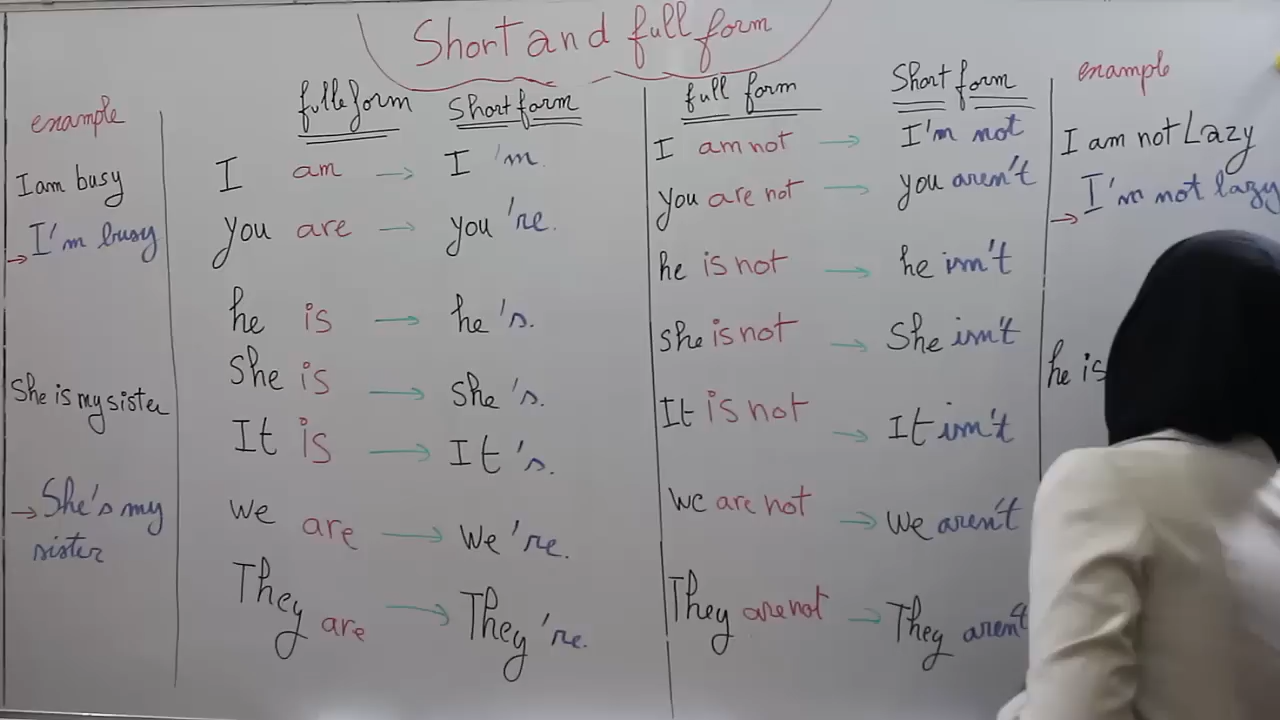 Short and full form
example
I am busy
→ I'm busy
She is my sister
→ She's my
sister
full form Short form
I am → I 'm.
you are → you 're.
he is → he 's.
She is → she 's.
It is → It 's.
we are → we 're.
They are → They 're.
full form Short form
I am not → I'm not
you are not → you aren't
he is not → he isn't
she is not → She isn't
It is not → It isn't
we are not → we aren't
They are not → They aren't
example
I am not Lazy
→ I'm not lazy
he is